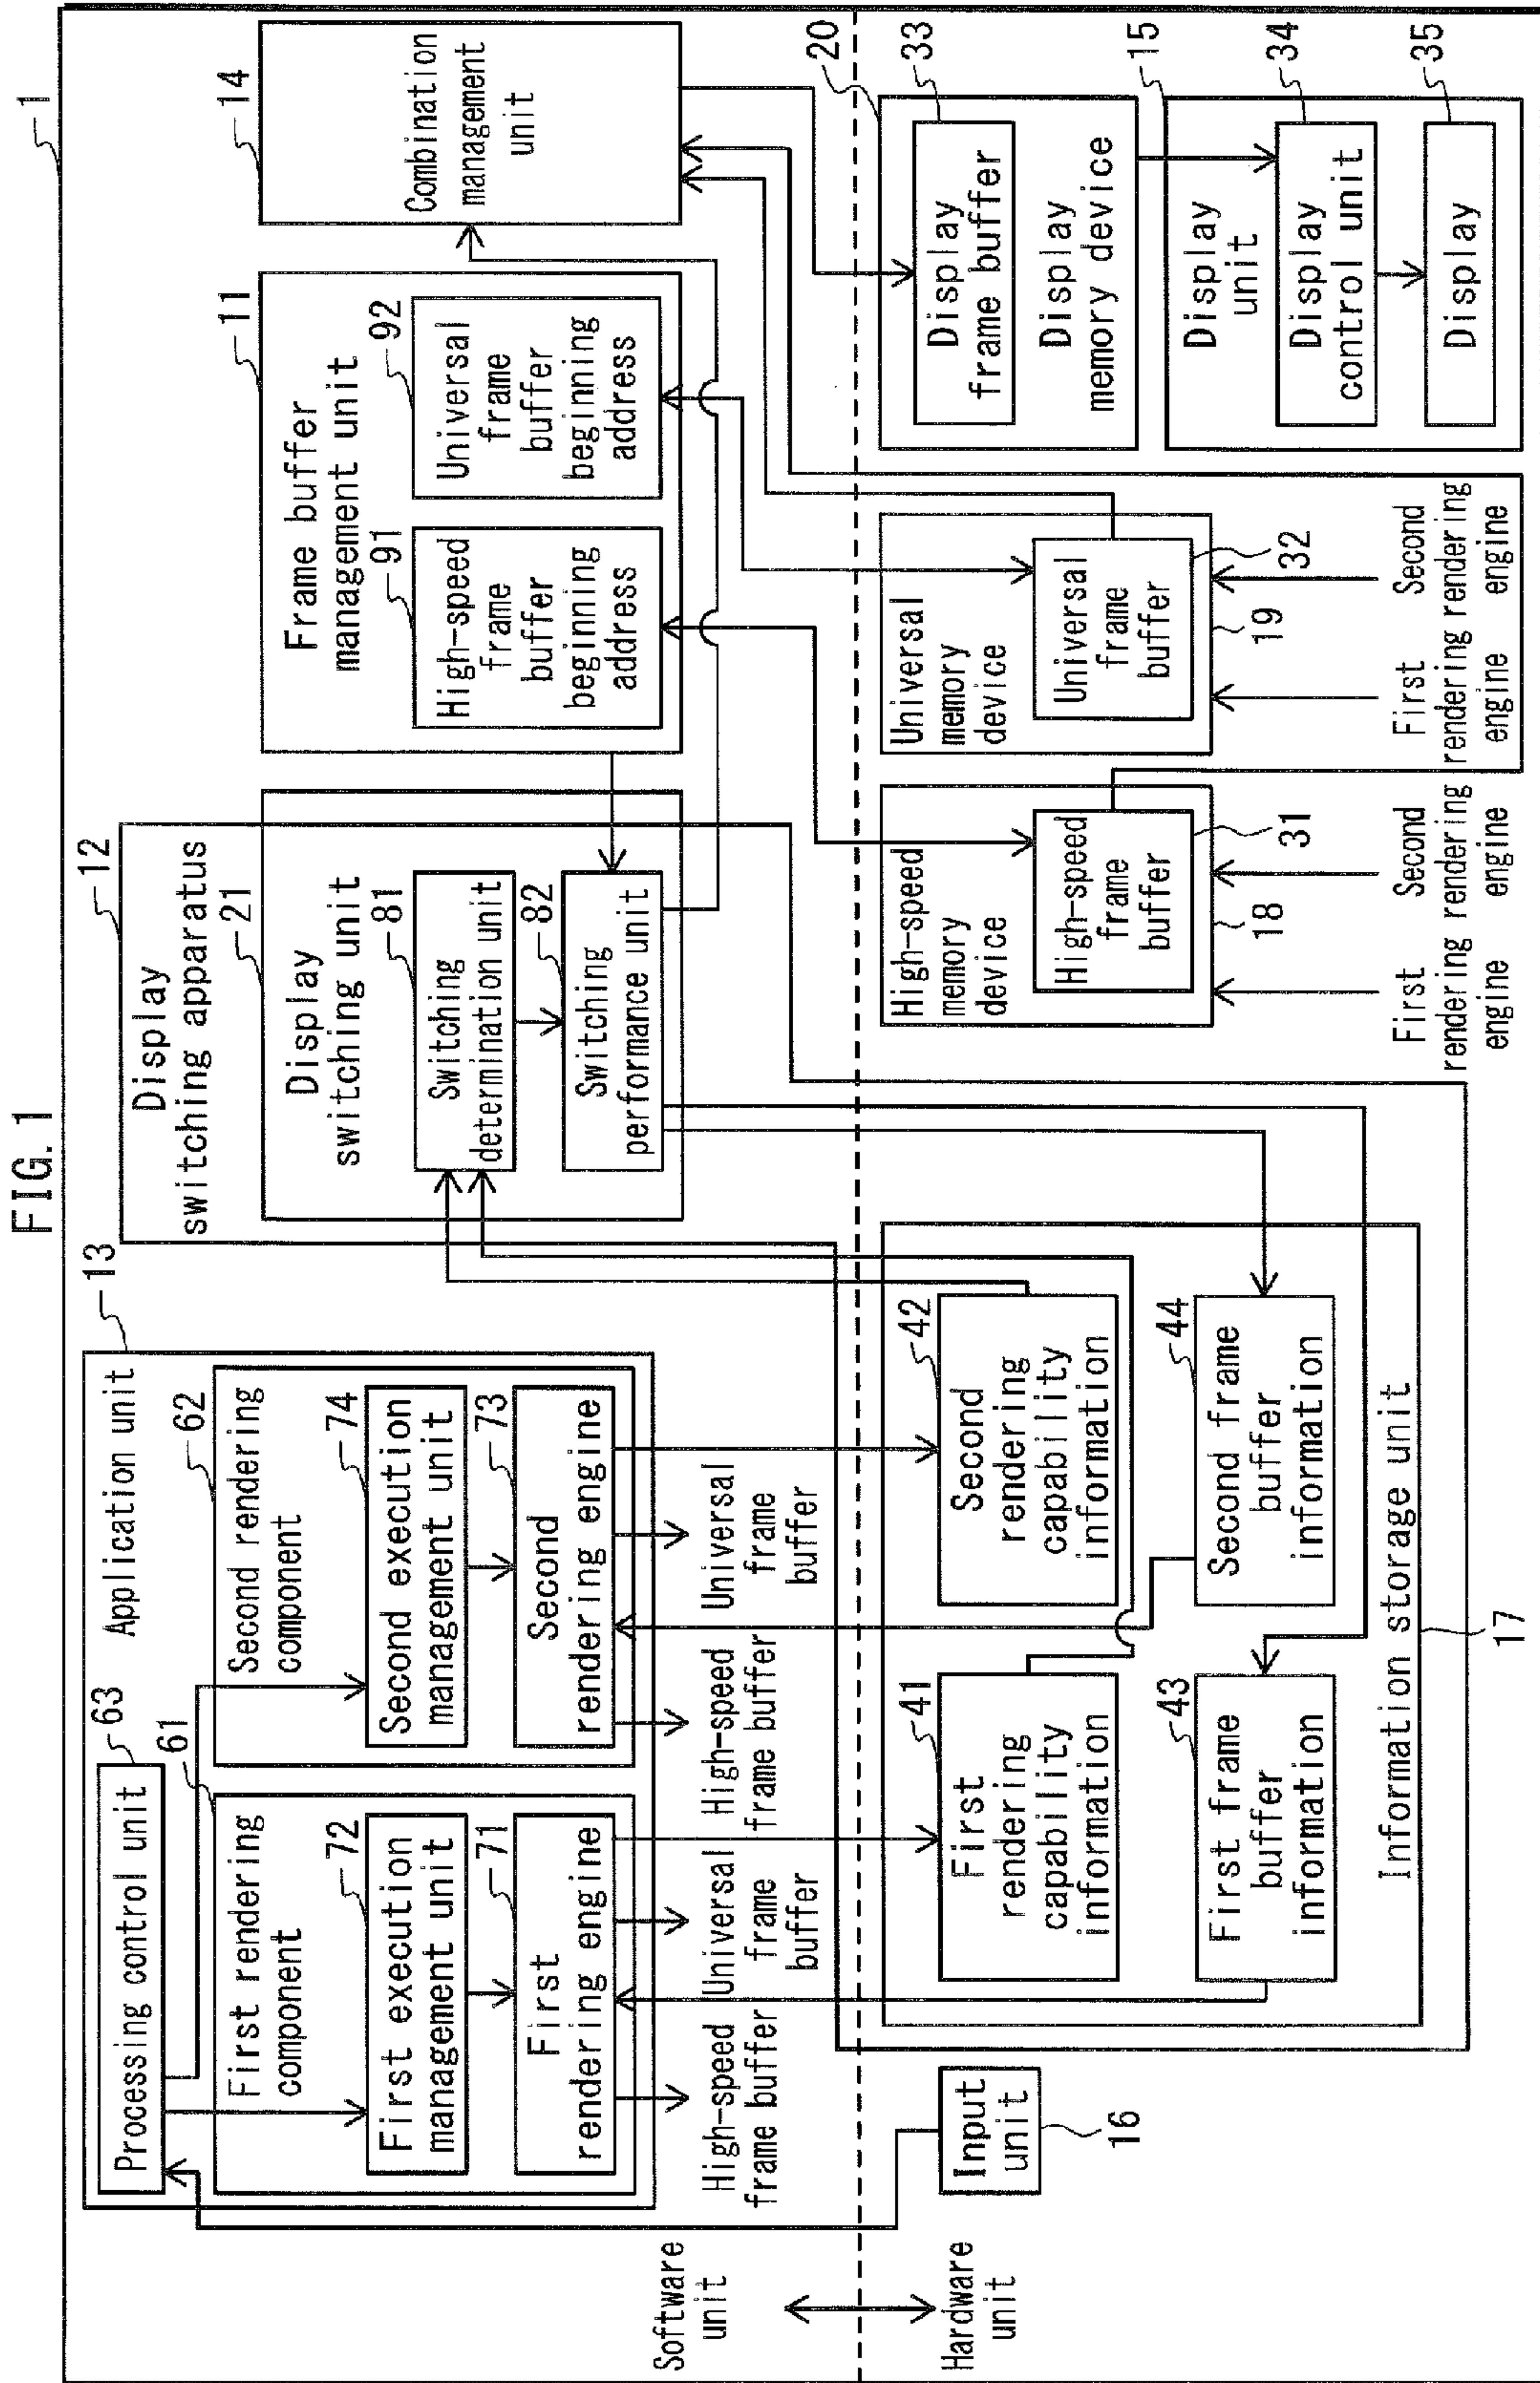 FIG. 1
1
13
Application unit
63
Processing control unit
61
First rendering
component
72
First execution
management unit
71
First
rendering engine
62
Second rendering
component
74
Second execution
management unit
73
Second
rendering engine
High-speed
frame buffer
Universal
frame
buffer
High-speed
frame buffer
Universal
frame
buffer
12
Display
switching apparatus
21
Display
switching unit
81
Switching
determination unit
82
Switching
performance unit
11
Frame buffer
management unit
91
High-speed
frame
buffer
beginning
address
92
Universal
frame
buffer
beginning
address
14
Combination
management
unit
Software
unit
Hardware
unit
Input
unit
16
41
First
rendering
capability
information
42
Second
rendering
capability
information
43
First frame
buffer
information
44
Second frame
buffer
information
Information storage unit
17
High-speed
memory
device
High-speed
frame
buffer
31
18
First
rendering
engine
Second
rendering
engine
Universal
memory
device
Universal
frame
buffer
32
19
First
rendering
engine
Second
rendering
engine
20
33
Display
frame buffer
Display
memory device
15
Display
unit
34
Display
control unit
35
Display